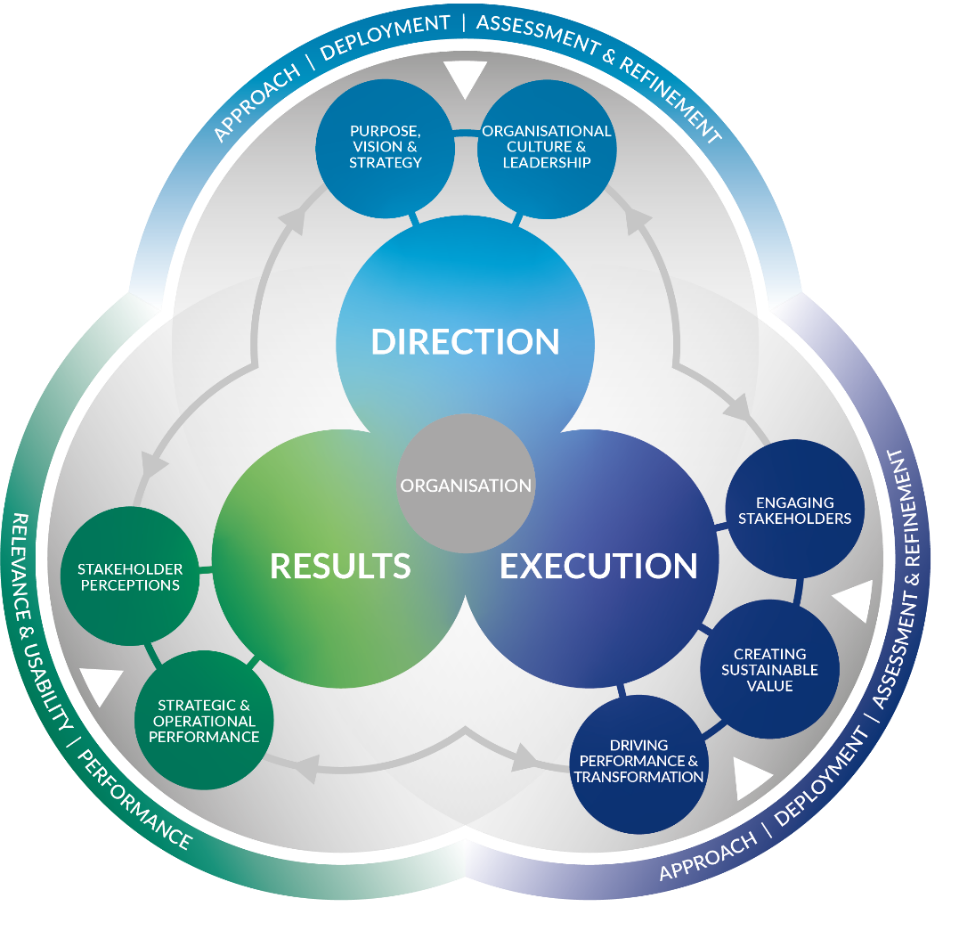 APPROACH | DEPLOYMENT | ASSESSMENT & REFINEMENT
PURPOSE,
VISION &
STRATEGY
ORGANISATIONAL
CULTURE &
LEADERSHIP
DIRECTION
ORGANISATION
RESULTS
EXECUTION
ENGAGING
STAKEHOLDERS
CREATING
SUSTAINABLE
VALUE
DRIVING
PERFORMANCE &
TRANSFORMATION
APPROACH | DEPLOYMENT | ASSESSMENT & REFINEMENT
STAKEHOLDER
PERCEPTIONS
STRATEGIC &
OPERATIONAL
PERFORMANCE
RELEVANCE & USABILITY | PERFORMANCE